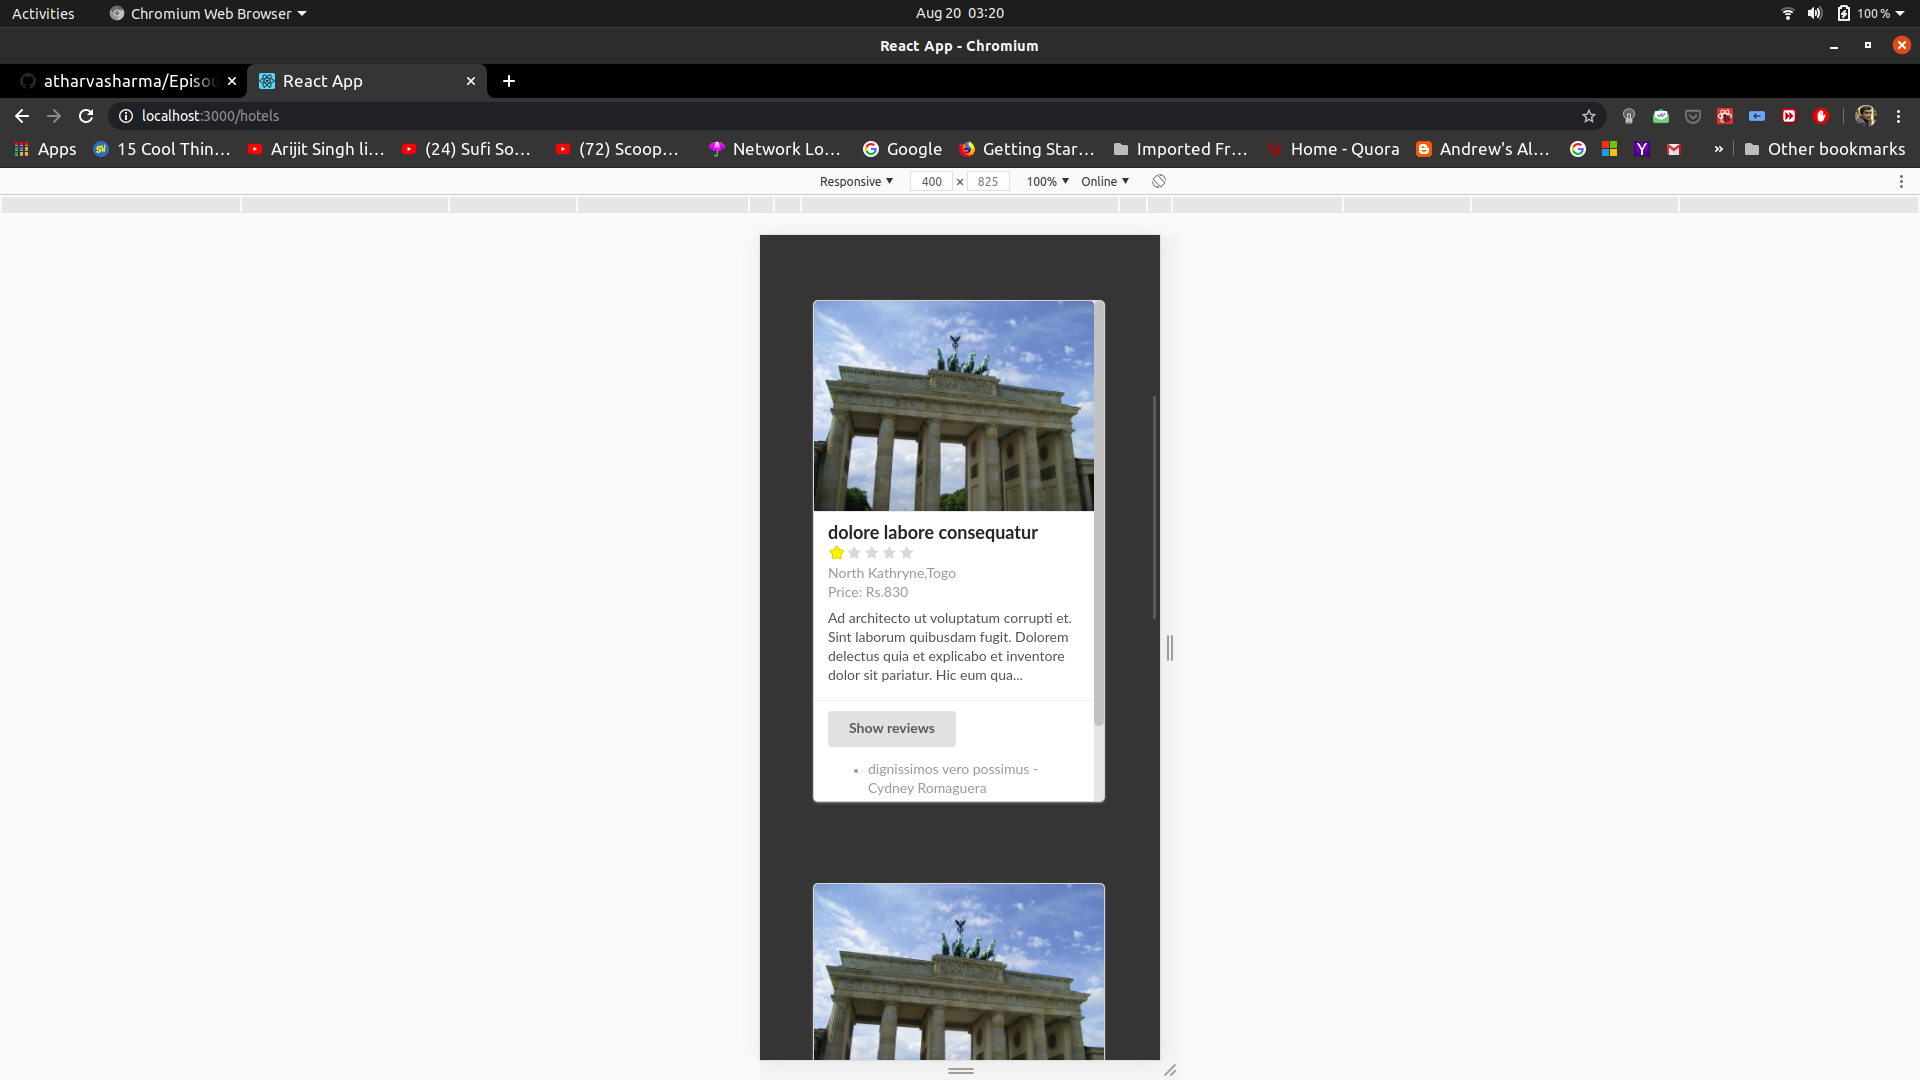 Activities
Chromium Web Browser
Aug 20 03:20
100 %
React App - Chromium
atharvasharma/Episou
React App
localhost:3000/hotels
Apps
15 Cool Thin...
Arijit Singh li...
(24) Sufi So...
(72) Scoop...
Network Lo...
Google
Getting Star...
Imported Fr...
Home - Quora
Andrew's Al...
»
Other bookmarks
Responsive
400 × 825
100%
Online
dolore labore consequatur
North Kathryne,Togo
Price: Rs.830
Ad architecto ut voluptatum corrupti et.
Sint laborum quibusdam fugit. Dolorem
delectus quia et explicabo et inventore
dolor sit pariatur. Hic eum qua...
Show reviews
• dignissimos vero possimus -
Cydney Romaguera